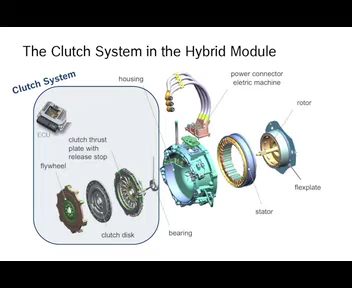 The Clutch System in the Hybrid Module
Clutch System
housing
power connector
eletric machine
rotor
ECU
clutch thrust
plate with
release stop
flywheel
flexplate
stator
clutch disk
bearing